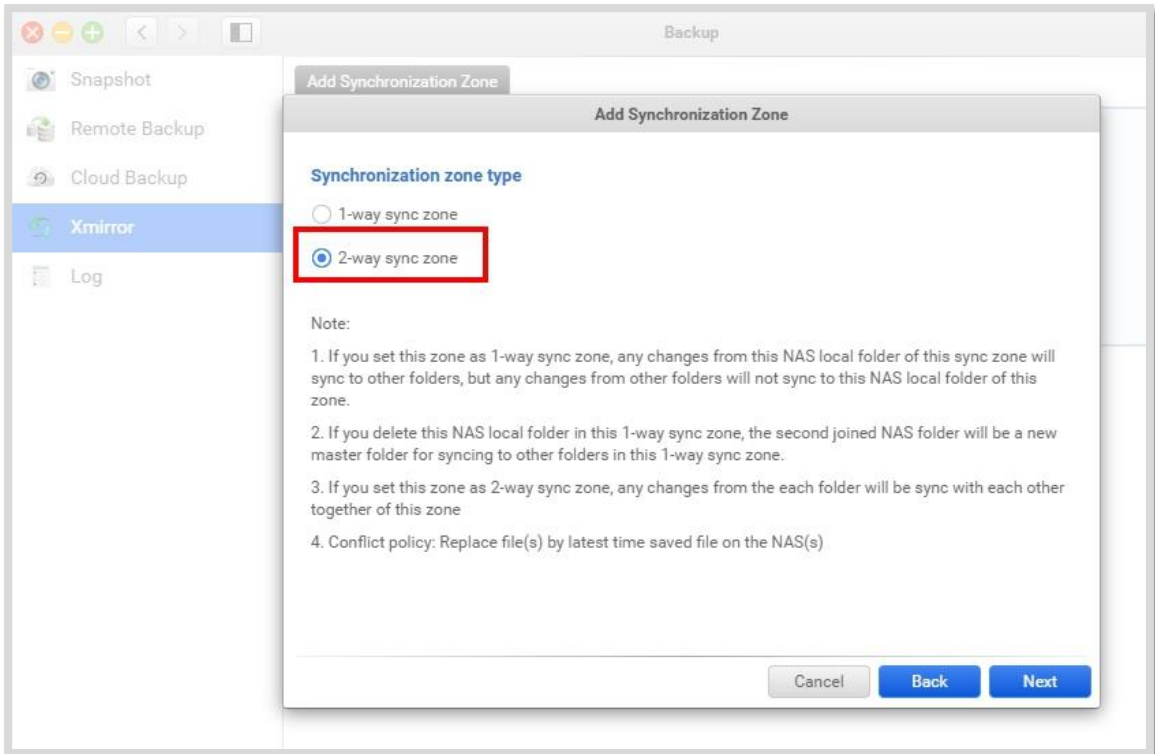 Backup
Snapshot
Remote Backup
Cloud Backup
Xmirror
Log
Add Synchronization Zone
Add Synchronization Zone
Synchronization zone type
1-way sync zone
2-way sync zone
Note:
1. If you set this zone as 1-way sync zone, any changes from this NAS local folder of this sync zone will
sync to other folders, but any changes from other folders will not sync to this NAS local folder of this
zone.
2. If you delete this NAS local folder in this 1-way sync zone, the second joined NAS folder will be a new
master folder for syncing to other folders in this 1-way sync zone.
3. If you set this zone as 2-way sync zone, any changes from the each folder will be sync with each other
together of this zone
4. Conflict policy: Replace file(s) by latest time saved file on the NAS(s)
Cancel
Back
Next